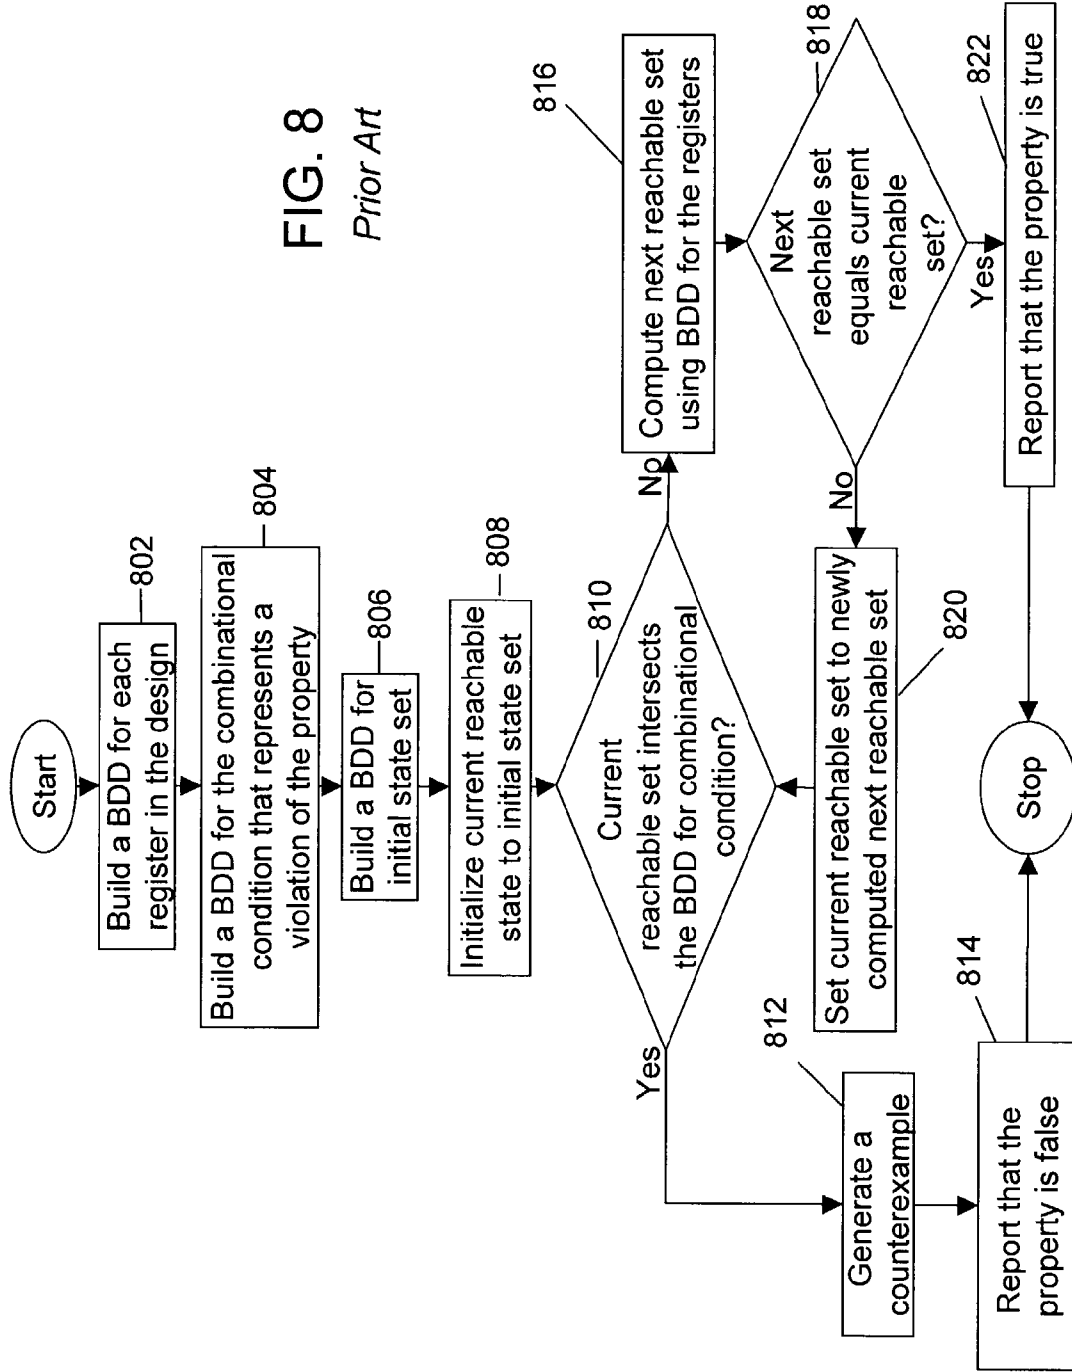 FIG. 8
Prior Art
Start
Build a BDD for each
register in the design
802
Build a BDD for the combinational
condition that represents a
violation of the property
804
Build a BDD for
initial state set
806
Initialize current reachable
state to initial state set
808
Current
reachable set intersects
the BDD for combinational
condition?
810
Yes
No
Generate a
counterexample
812
Report that the
property is false
814
Compute next reachable set
using BDD for the registers
816
Next
reachable set
equals current
reachable
set?
818
No
Yes
Set current reachable set to newly
computed next reachable set
820
Report that the property is true
822
Stop